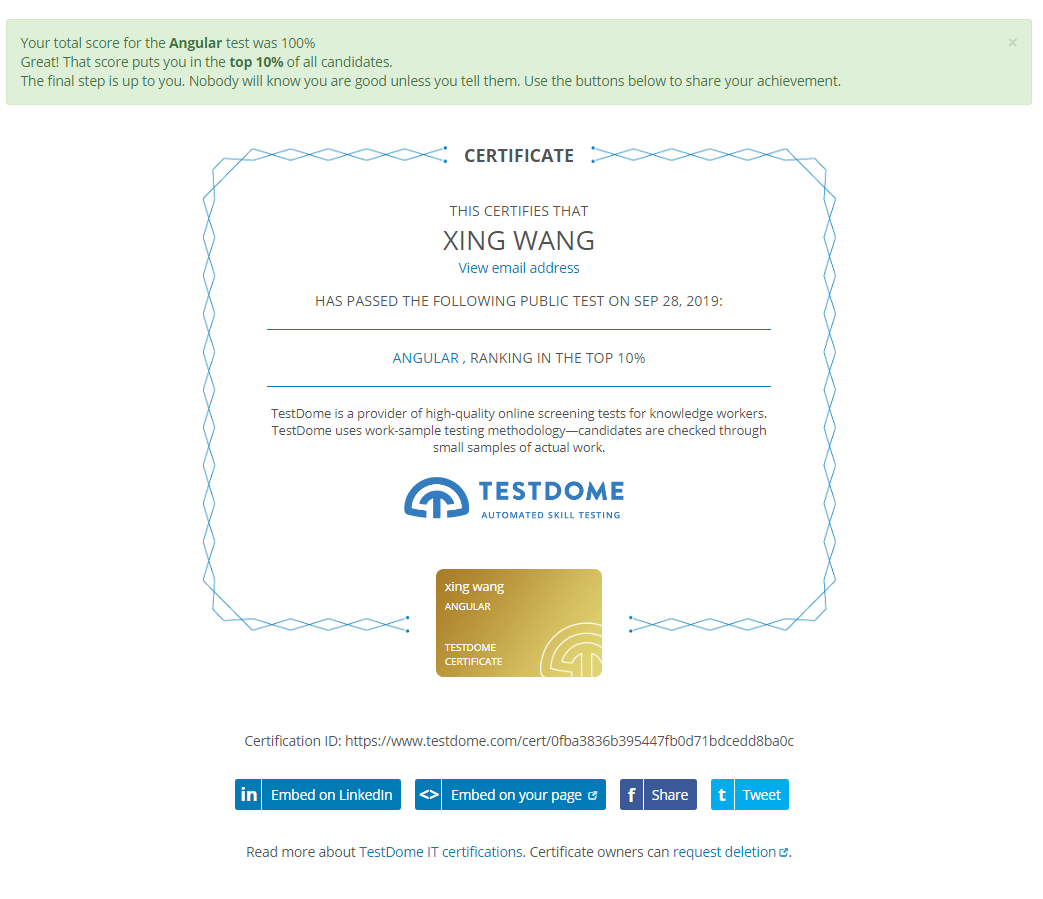 Your total score for the Angular test was 100%
×
Great! That score puts you in the top 10% of all candidates.
The final step is up to you. Nobody will know you are good unless you tell them. Use the buttons below to share your achievement.
CERTIFICATE
THIS CERTIFIES THAT
XING WANG
View email address
HAS PASSED THE FOLLOWING PUBLIC TEST ON SEP 28, 2019:
ANGULAR , RANKING IN THE TOP 10%
TestDome is a provider of high-quality online screening tests for knowledge workers.
TestDome uses work-sample testing methodology—candidates are checked through
small samples of actual work.
TESTDOME
AUTOMATED SKILL TESTING
xing wang
ANGULAR
TESTDOME
CERTIFICATE
Certification ID: https://www.testdome.com/cert/0fba3836b395447fb0d71bdcedd8ba0c
in Embed on LinkedIn <> Embed on your page f Share t Tweet
Read more about TestDome IT certifications. Certificate owners can request deletion.